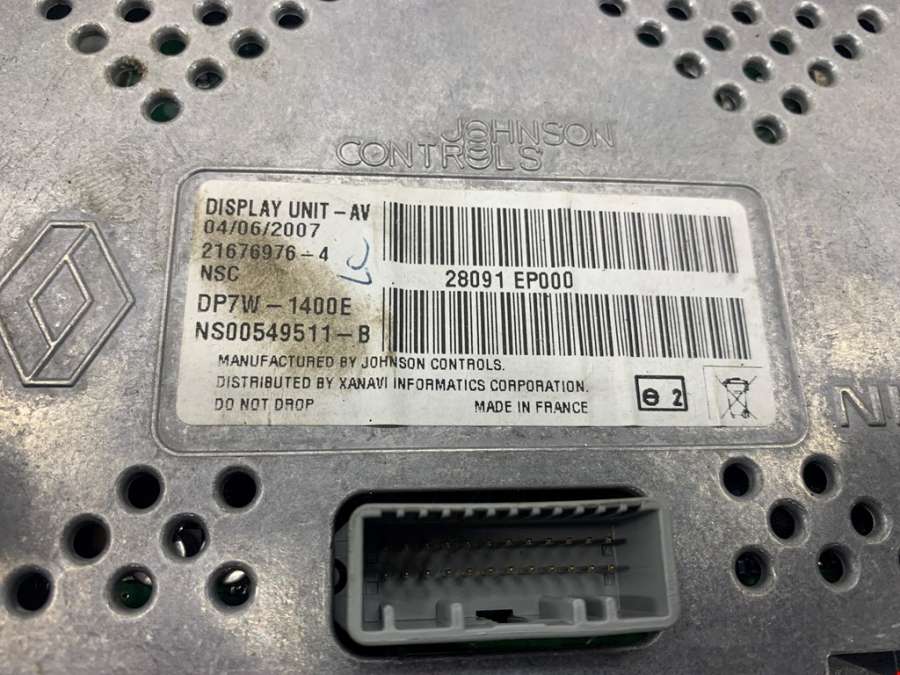 JOHNSON
CONTROLS
DISPLAY UNIT - AV
04/06/2007
21676976-4
NSC
28091 EP000
DP7W - 1400E
NS00549511-B
MANUFACTURED BY JOHNSON CONTROLS.
DISTRIBUTED BY XANAVI INFORMATICS CORPORATION.
DO NOT DROP
MADE IN FRANCE
2